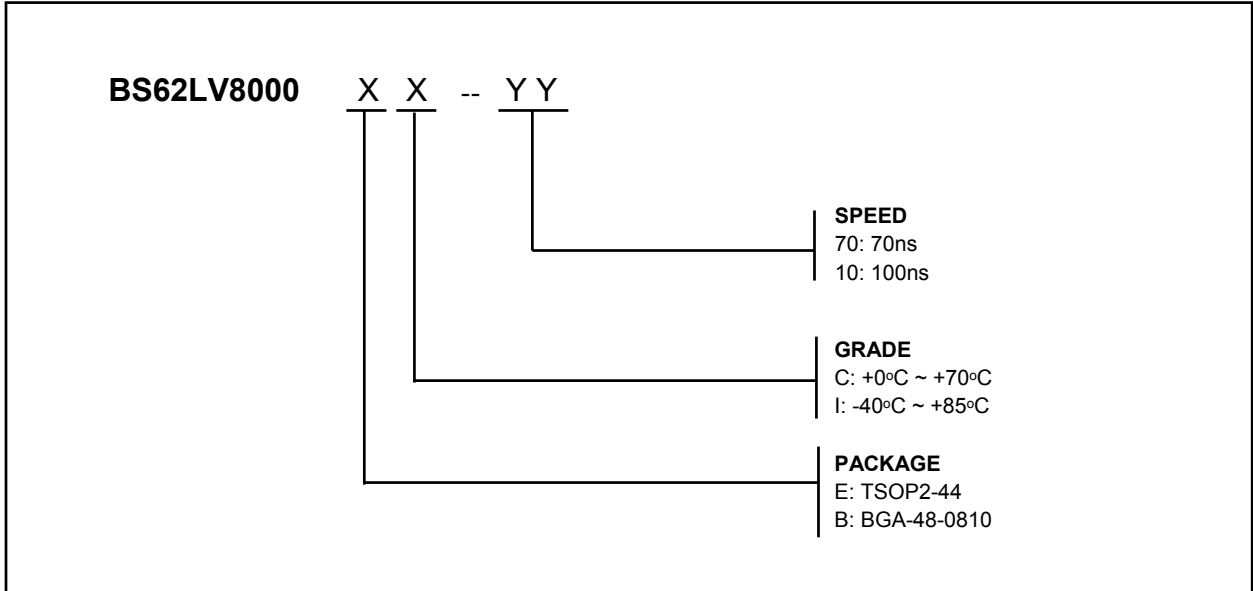 BS62LV8000 X X -- Y Y
SPEED
70: 70ns
10: 100ns
GRADE
C: +0oC ~ +70oC
I: -40oC ~ +85oC
PACKAGE
E: TSOP2-44
B: BGA-48-0810